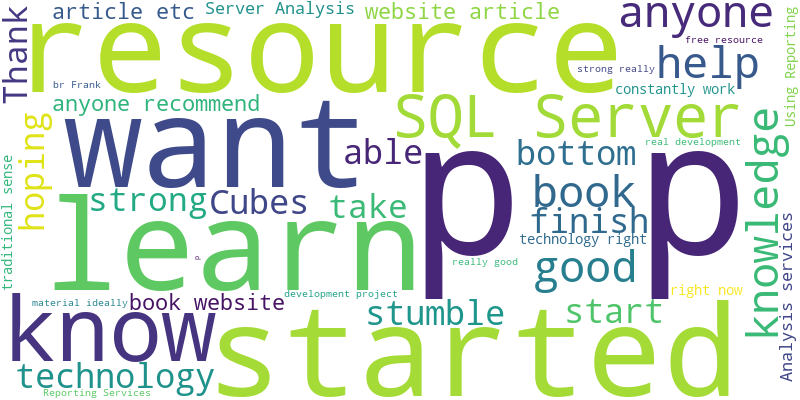 Thank
article etc
Server Analysis
website article
anyone
Using Reporting
resource
free resource
br Frank
strong really
help
constantly work
anyone recommend
SQL Server
want
hoping
able
real development
knowledge
traditional sense
strong
Cubes
learn
take
p p
bottom
book
finish
technology right
P
really good
good
Analysis services
right now
material ideally
book website
development project
know
stumble
start
started
technology
Reporting Services